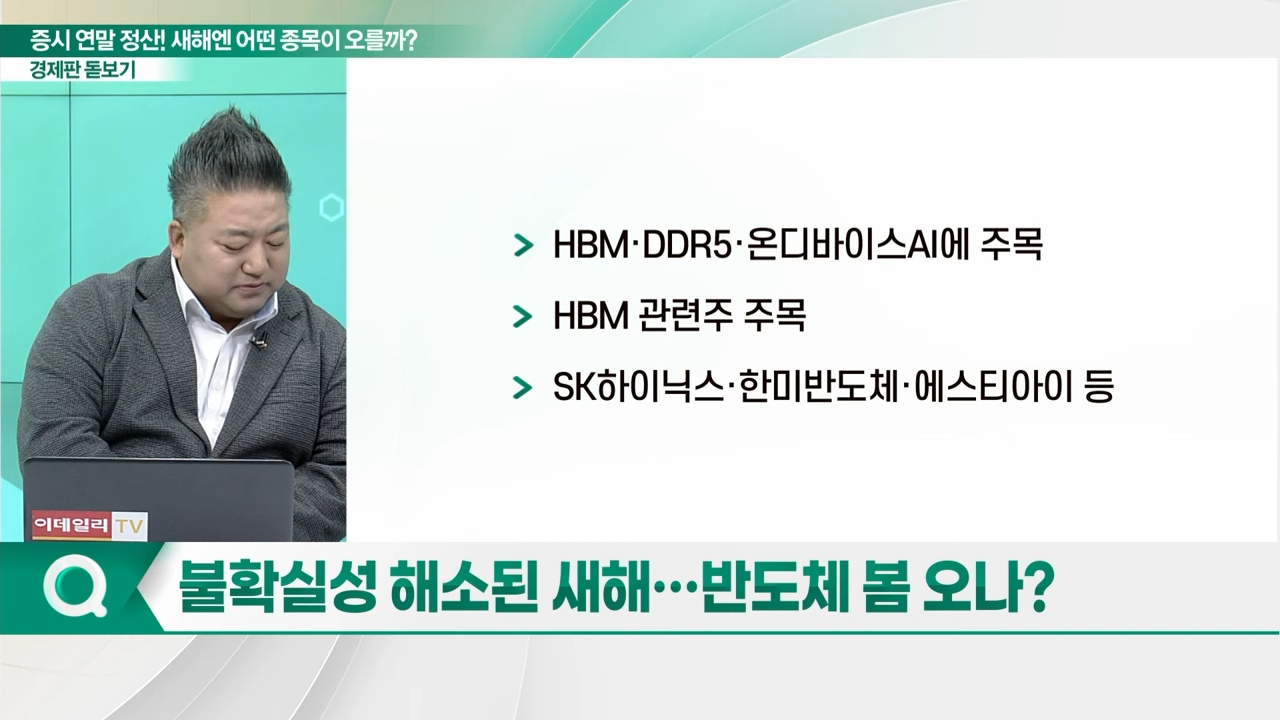 증시 연말 정산! 새해엔 어떤 종목이 오를까?
경제판 돋보기
> HBM·DDR5·온디바이스AI에 주목
> HBM 관련주 주목
> SK하이닉스·한미반도체·에스티아이 등
이데일리 TV
불확실성 해소된 새해…반도체 봄 오나?